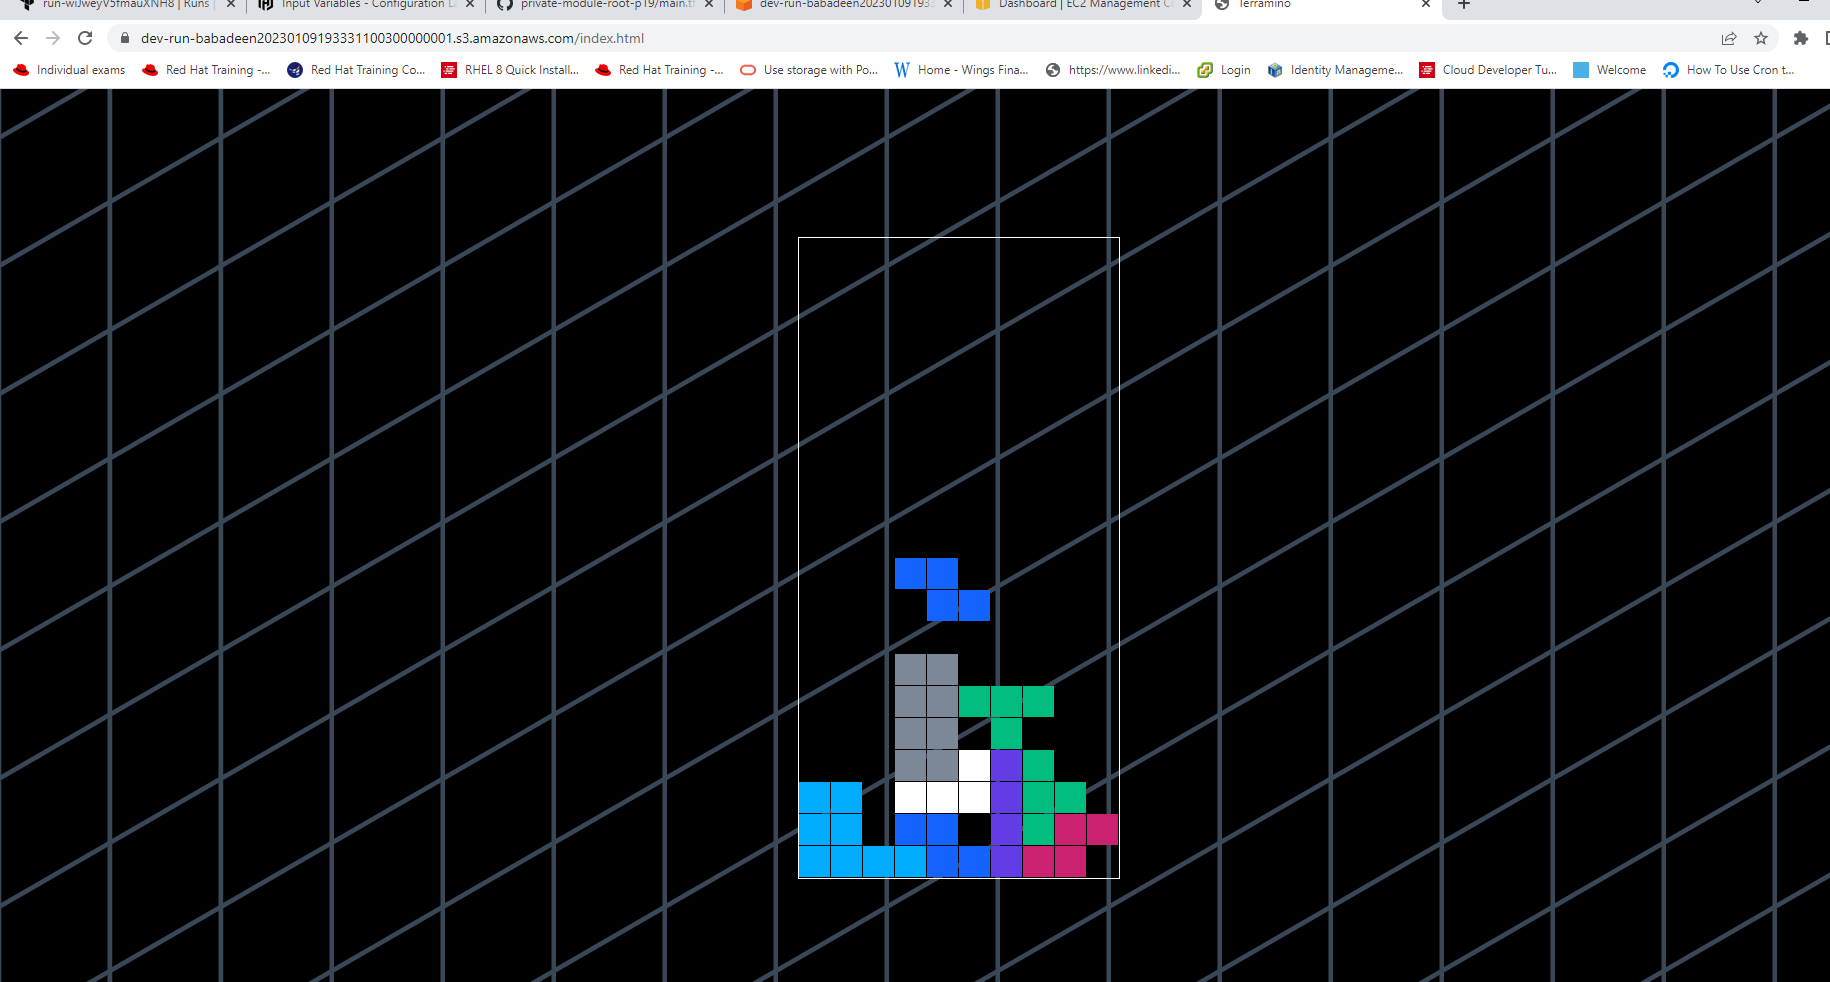 run-wiJweyV5fmauXNH8 | Runs | Input Variables - Configuration La private-module-root-p19/main.tf dev-run-babadeen20230109193 Dashboard | EC2 Management Co Terramino
dev-run-babadeen20230109193331100300000001.s3.amazonaws.com/index.html
Individual exams Red Hat Training -... Red Hat Training Co... RHEL 8 Quick Install... Red Hat Training -... Use storage with Po... Home - Wings Fina... https://www.linkedi... Login Identity Manageme... Cloud Developer Tu... Welcome How To Use Cron t...